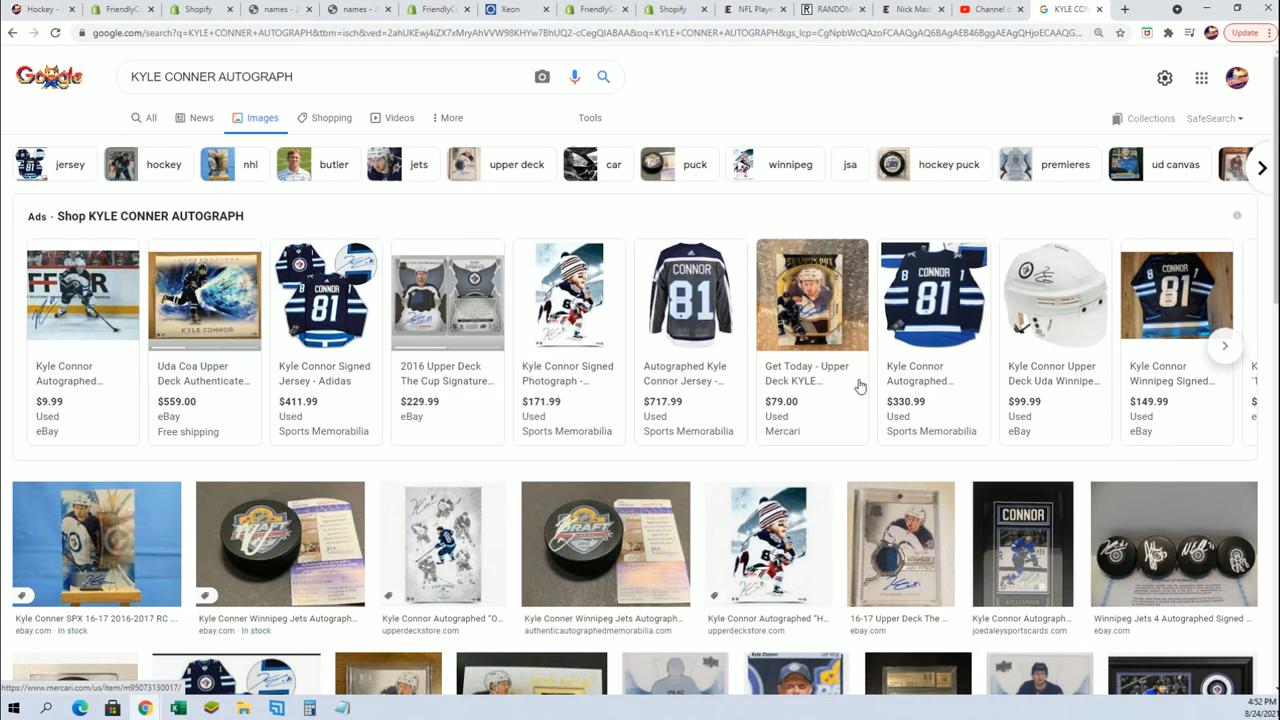 Hockey –
FriendlyC
Shopify
names - 2
names - 2
FriendlyC
Xeon
FriendlyC
Shopify
NFL Playe
RANDOM
Nick Mad
Channel d
KYLE CON
google.com/search?q=KYLE+CONNER+AUTOGRAPH&tbm=isch&ved=2ahUKEwj4iZX7xMryAhVVW98KHYw7BhUQ2-cCegQIABAA&oq=KYLE+CONNER+AUTOGRAPH&gs_lcp=CgNpbWcQAzoFCAAQgAQ6BAgAEB46BggAEAgQHjoECAAQG...
Update
Google
KYLE CONNER AUTOGRAPH
All
News
Images
Shopping
Videos
More
Tools
Collections
SafeSearch
jersey
hockey
nhl
butler
jets
upper deck
car
puck
winnipeg
jsa
hockey puck
premieres
ud canvas
Ads · Shop KYLE CONNER AUTOGRAPH
Kyle Connor
Autographed...
$9.99
Used
eBay
Uda Coa Upper
Deck Authenticate...
$559.00
eBay
Free shipping
Kyle Connor Signed
Jersey - Adidas
$411.99
Used
Sports Memorabilia
2016 Upper Deck
The Cup Signature...
$229.99
eBay
Kyle Connor Signed
Photograph -...
$171.99
Used
Sports Memorabilia
CONNOR
81
Autographed Kyle
Connor Jersey -...
$717.99
Used
Sports Memorabilia
Get Today - Upper
Deck KYLE...
$79.00
Used
Mercari
CONNOR
81
Kyle Connor
Autographed...
$330.99
Used
Sports Memorabilia
Kyle Connor Upper
Deck Uda Winnipe...
$99.99
Used
eBay
Kyle Connor
Winnipeg Signed...
$149.99
Used
eBay
Kyle Conner SPX 16-17 2016-2017 RC ...
ebay.com · In stock
Kyle Conner Winnipeg Jets Autograph...
ebay.com · In stock
Kyle Conner Autographed "O...
upperdeckstore.com
Kyle Conner Winnipeg Jets Autograph...
authenticautographedmemorabilia.com
Kyle Conner Autographed "H...
upperdeckstore.com
16-17 Upper Deck The ...
ebay.com
CONNOR
Kyle Conner Autograph...
joedaleysportscards.com
Winnipeg Jets 4 Autographed Signed ...
ebay.com
https://www.mercari.com/us/item/m95073130017/
4:52 PM
8/24/2021